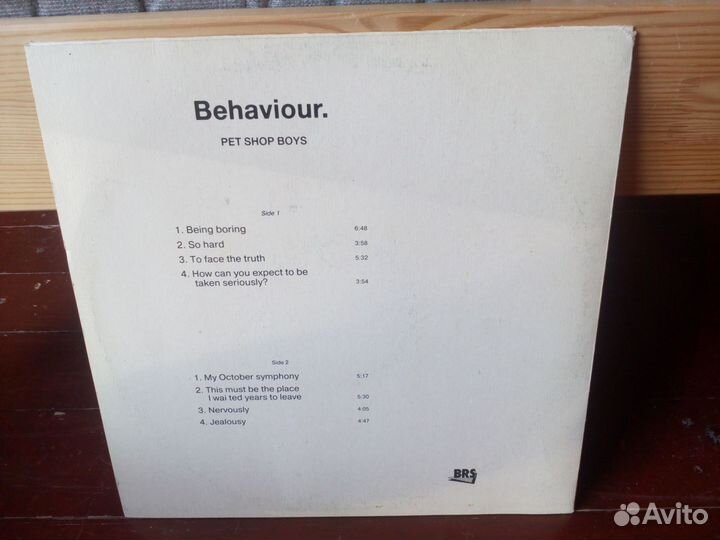 Behaviour.
PET SHOP BOYS
Side 1
1. Being boring 6:48
2. So hard 3:58
3. To face the truth 5:32
4. How can you expect to be
taken seriously? 3:54
Side 2
1. My October symphony 5:17
2. This must be the place
I wai ted years to leave 5:30
3. Nervously 4:05
4. Jealousy 4:47
BRS
Avito